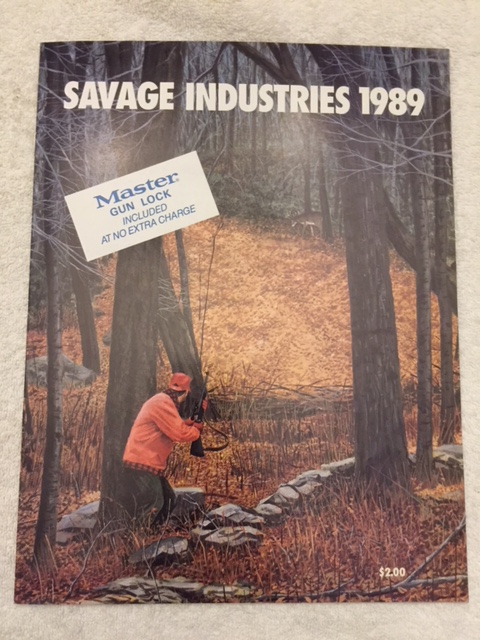 SAVAGE INDUSTRIES 1989
Master®
GUN LOCK
INCLUDED
AT NO EXTRA CHARGE
$2.00